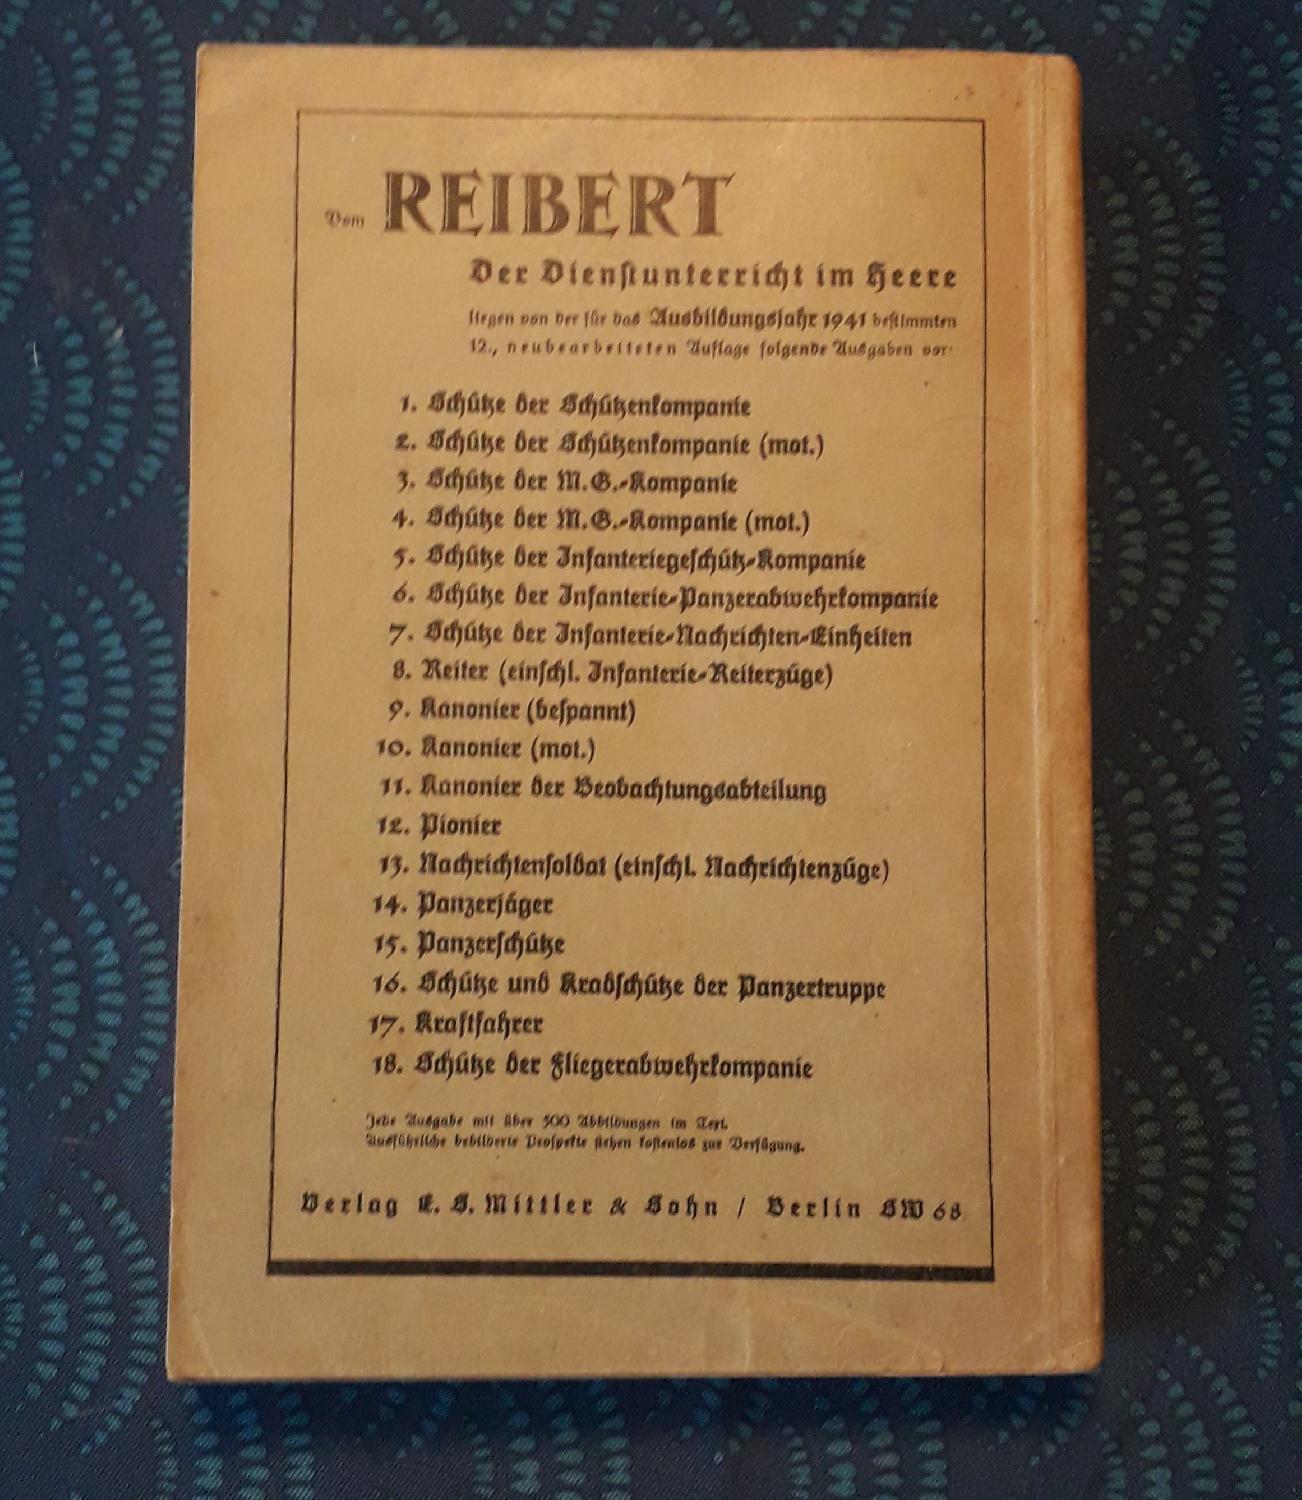 Vom REIBERT
Der Dienstunterricht im Heere
liegen von der für das Ausbildungsjahr 1941 bestimmten
12., neubearbeiteten Auflage folgende Ausgaben vor:
1. Schütze der Schützenkompanie
2. Schütze der Schützenkompanie (mot.)
3. Schütze der M.G.-Kompanie
4. Schütze der M.G.-Kompanie (mot.)
5. Schütze der Infanteriegeschütz-Kompanie
6. Schütze der Infanterie-Panzerabwehrkompanie
7. Schütze der Infanterie-Nachrichten-Einheiten
8. Reiter (einschl. Infanterie-Reiterzüge)
9. Kanonier (bespannt)
10. Kanonier (mot.)
11. Kanonier der Beobachtungsabteilung
12. Pionier
13. Nachrichtensoldat (einschl. Nachrichtenzüge)
14. Panzerjäger
15. Panzerschütze
16. Schütze und Kradschütze der Panzertruppe
17. Kraftfahrer
18. Schütze der Fliegerabwehrkompanie
Jede Ausgabe mit über 500 Abbildungen im Text.
Ausführliche bebilderte Prospekte stehen kostenlos zur Verfügung.
Verlag E. S. Mittler & Sohn / Berlin SW 68